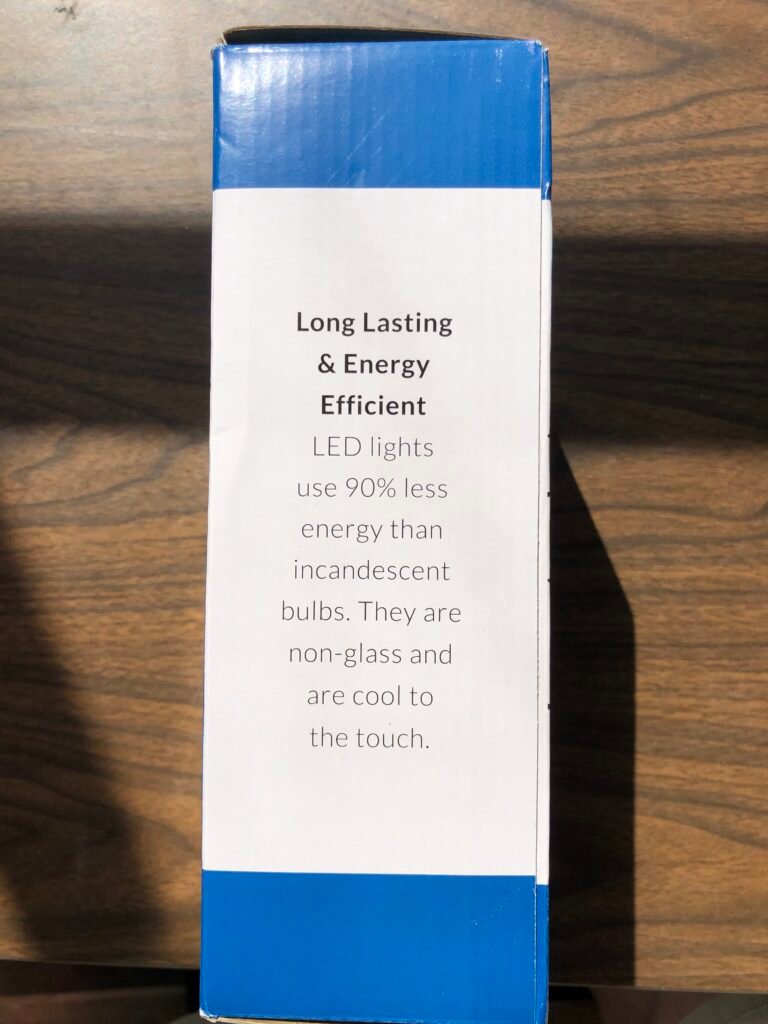 Long Lasting
& Energy
Efficient
LED lights
use 90% less
energy than
incandescent
bulbs. They are
non-glass and
are cool to
the touch.